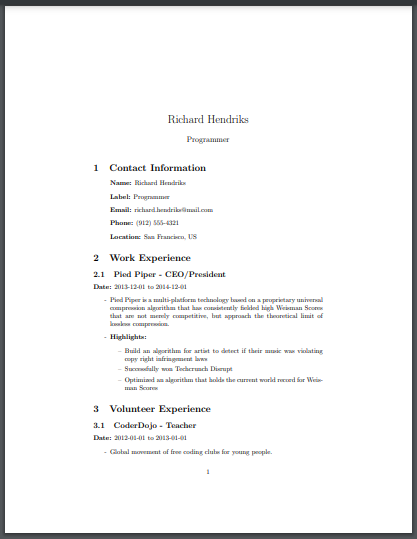 Richard Hendriks
Programmer
1 Contact Information
Name: Richard Hendriks
Label: Programmer
Email: richard.hendriks@mail.com
Phone: (912) 555-4321
Location: San Francisco, US
2 Work Experience
2.1 Pied Piper - CEO/President
Date: 2013-12-01 to 2014-12-01
– Pied Piper is a multi-platform technology based on a proprietary universal
compression algorithm that has consistently fielded high Weisman Scores
that are not merely competitive, but approach the theoretical limit of
lossless compression.
– Highlights:
– Build an algorithm for artist to detect if their music was violating
copy right infringement laws
– Successfully won Techcrunch Disrupt
– Optimized an algorithm that holds the current world record for Weis-
man Scores
3 Volunteer Experience
3.1 CoderDojo - Teacher
Date: 2012-01-01 to 2013-01-01
– Global movement of free coding clubs for young people.
1